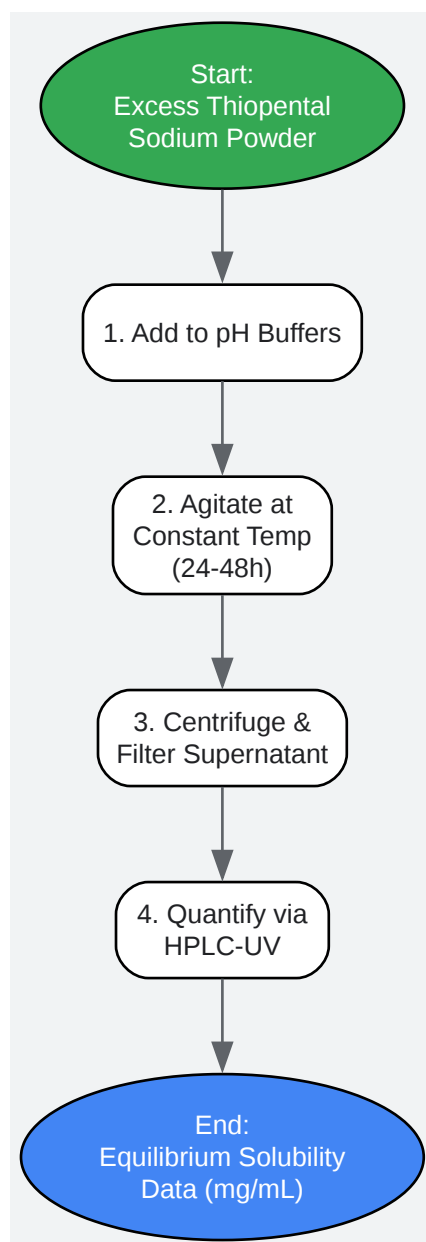 Start:
Excess Thiopental
Sodium Powder
1. Add to pH Buffers
2. Agitate at
Constant Temp
(24-48h)
3. Centrifuge &
Filter Supernatant
4. Quantify via
HPLC-UV
End:
Equilibrium Solubility
Data (mg/mL)